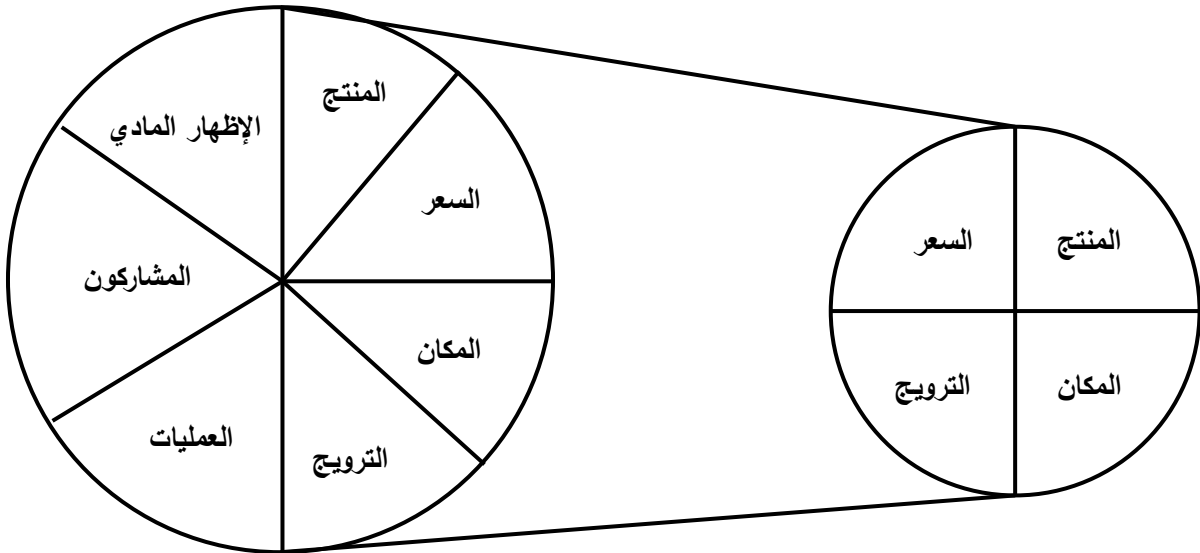 المنتج
السعر
المكان
الترويج
المنتج
السعر
المكان
الترويج
العمليات
المشاركون
الإظهار المادي